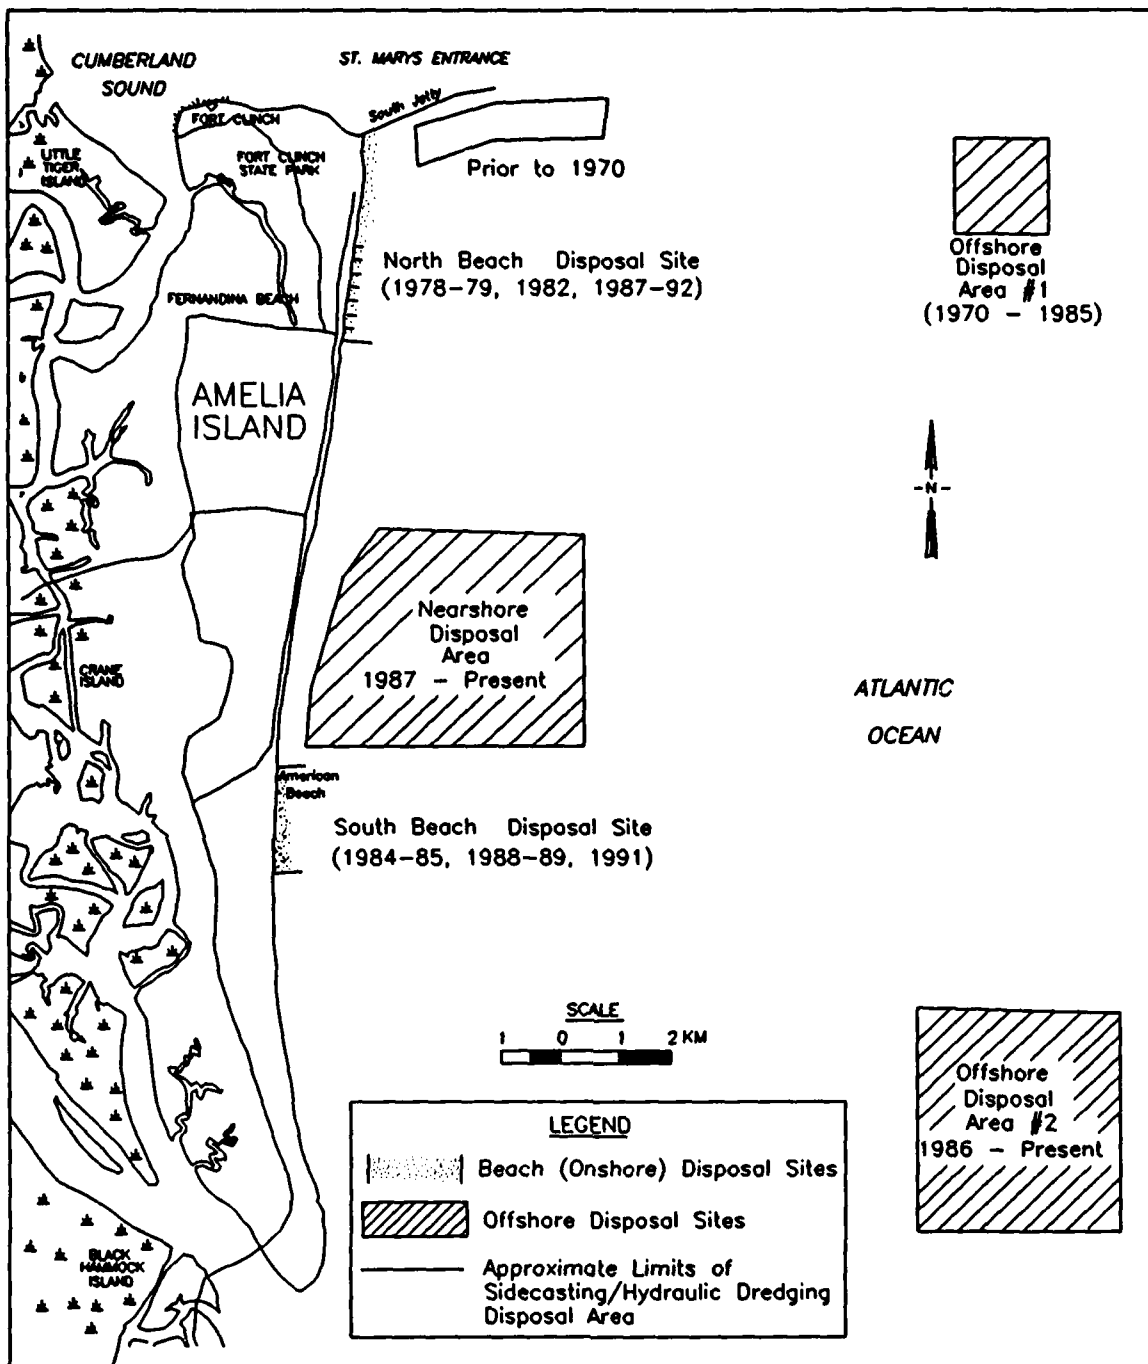 CUMBERLAND
SOUND
ST. MARYS ENTRANCE
South Jetty
FORT CLINCH
FORT CLINCH
STATE PARK
LITTLE
TIGER
ISLAND
Prior to 1970
North Beach Disposal Site
(1978-79, 1982, 1987-92)
Offshore
Disposal
Area #1
(1970 - 1985)
FERNANDINA BEACH
AMELIA
ISLAND
-N-
Nearshore
Disposal
Area
1987 - Present
CRANE
ISLAND
ATLANTIC
OCEAN
American
Beach
South Beach Disposal Site
(1984-85, 1988-89, 1991)
SCALE
1 0 1 2 KM
Offshore
Disposal
Area #2
1986 - Present
LEGEND
Beach (Onshore) Disposal Sites
Offshore Disposal Sites
Approximate Limits of
Sidecasting/Hydraulic Dredging
Disposal Area
BLACK
HAMMOCK
ISLAND